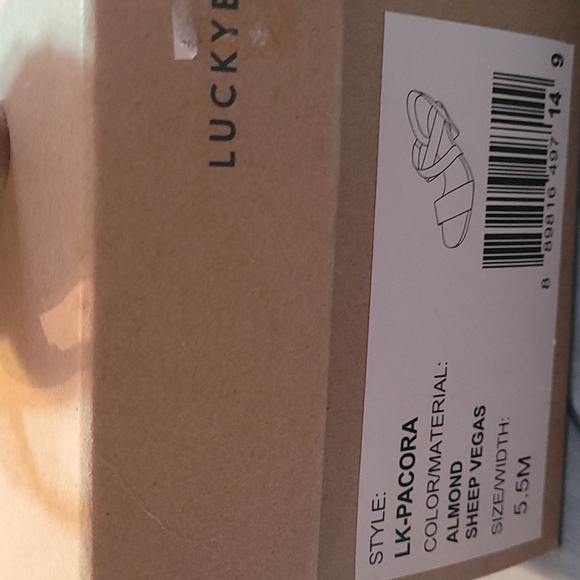 LUCKYB
STYLE:
LK-PACORA
COLOR/MATERIAL:
ALMOND
SHEEP VEGAS
SIZE/WIDTH:
5.5M
8 89816 497 14 9